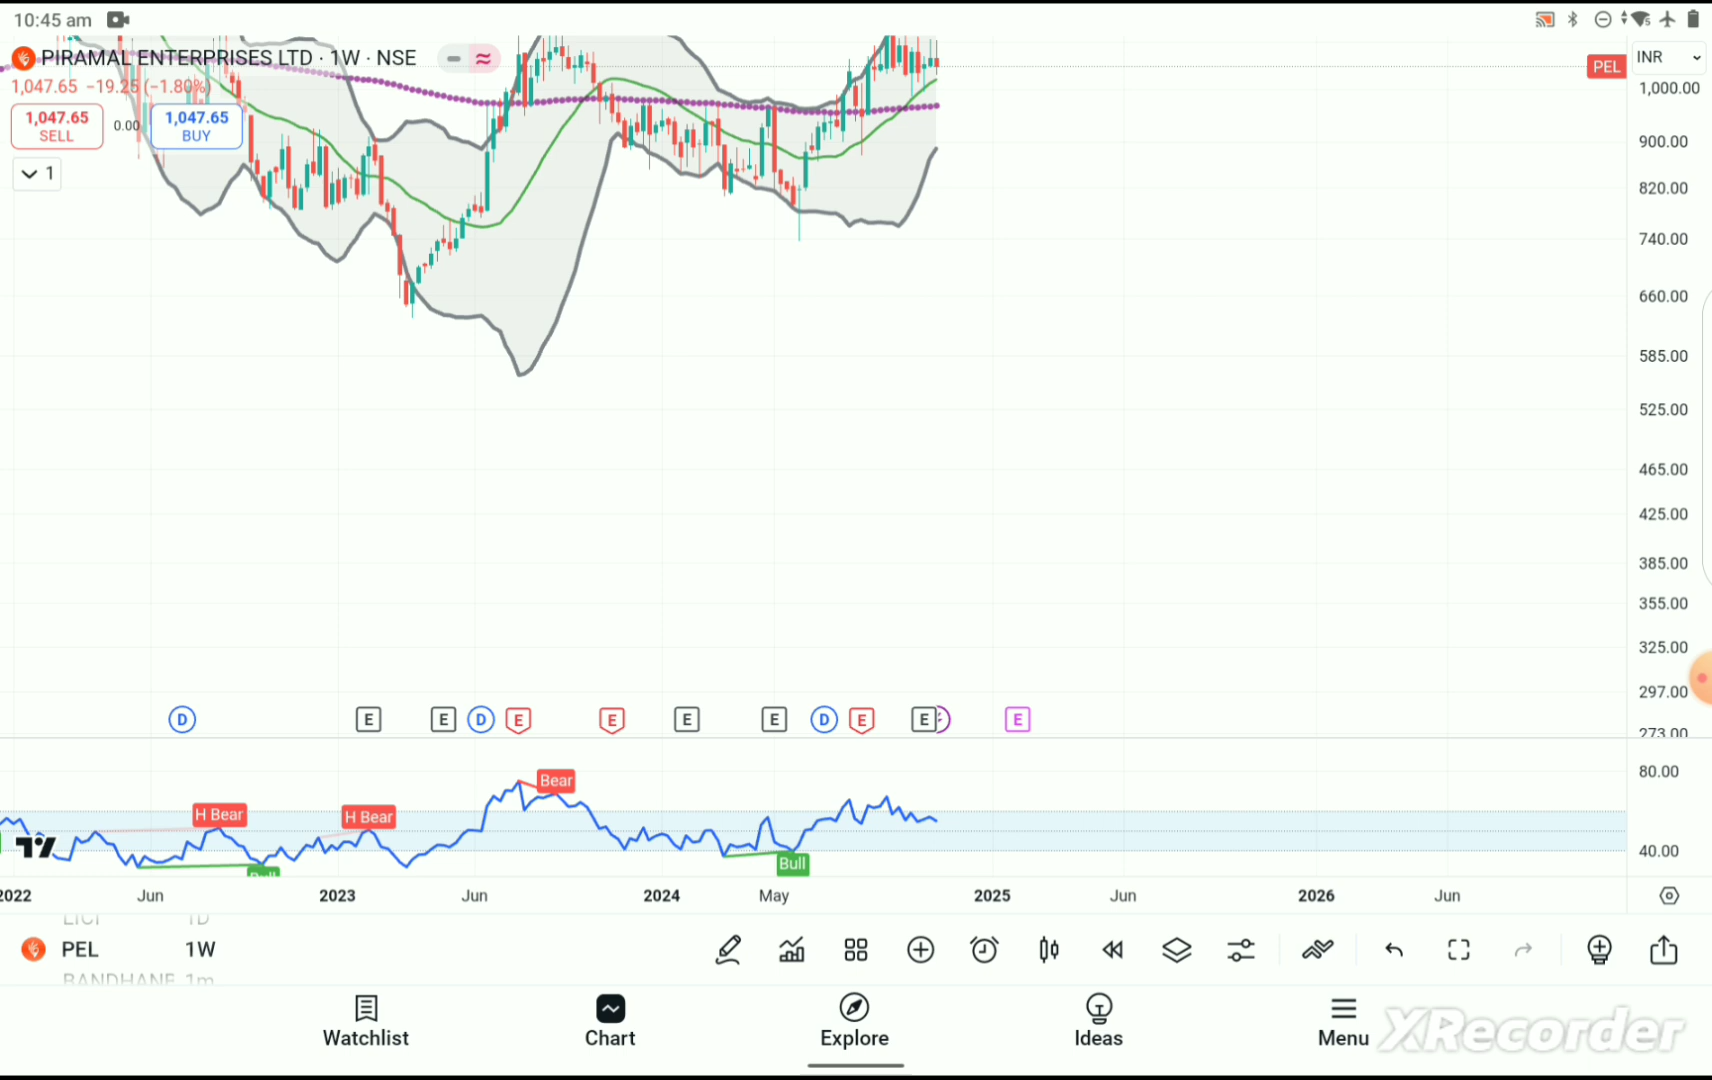 10:45 am
PIRAMAL ENTERPRISES LTD · 1W · NSE
1,047.65 −19.25 (−1.80%)
1,047.65
SELL
0.00
1,047.65
BUY
1
INR
PEL
1,000.00
900.00
820.00
740.00
660.00
585.00
525.00
465.00
425.00
385.00
355.00
325.00
297.00
273.00
D
E
E
D
E
E
E
E
D
E
E
E
80.00
40.00
H Bear
H Bear
Bear
Bull
Bull
2022
Jun
2023
Jun
2024
May
2025
Jun
2026
Jun
LICI 1D
PEL 1W
BANDHANB 1m
Watchlist
Chart
Explore
Ideas
Menu
XRecorder